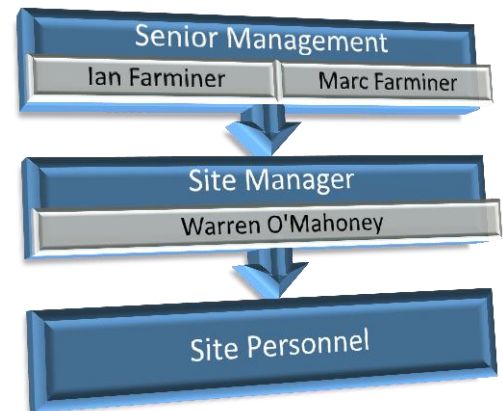 Senior Management
Ian Farminer Marc Farminer
Site Manager
Warren O'Mahoney
Site Personnel